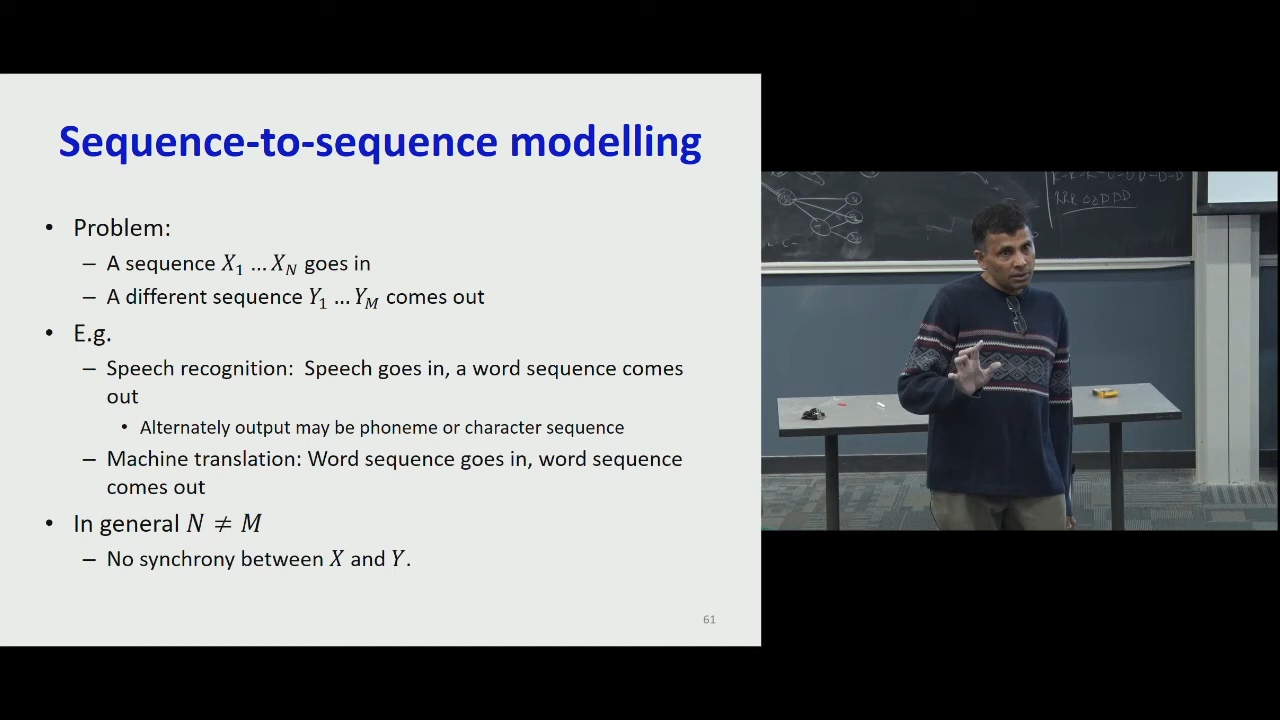 Sequence-to-sequence modelling
• Problem:
– A sequence X₁ … X_N goes in
– A different sequence Y₁ … Y_M comes out
• E.g.
– Speech recognition: Speech goes in, a word sequence comes
out
• Alternately output may be phoneme or character sequence
– Machine translation: Word sequence goes in, word sequence
comes out
• In general N ≠ M
– No synchrony between X and Y.
61